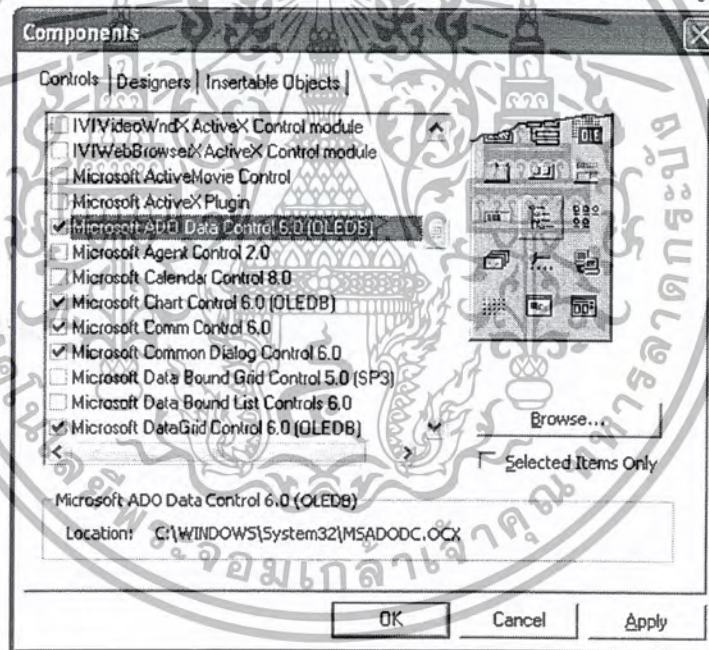 Components
Controls Designers Insertable Objects
IVIVideoWndX ActiveX Control module
IVIWebBrowserX ActiveX Control module
Microsoft ActiveMovie Control
Microsoft ActiveX Plugin
Microsoft ADO Data Control 6.0 (OLEDB)
Microsoft Agent Control 2.0
Microsoft Calendar Control 8.0
Microsoft Chart Control 6.0 (OLEDB)
Microsoft Comm Control 6.0
Microsoft Common Dialog Control 6.0
Microsoft Data Bound Grid Control 5.0 (SP3)
Microsoft Data Bound List Controls 6.0
Microsoft DataGrid Control 6.0 (OLEDB)
Browse...
Selected Items Only
Microsoft ADO Data Control 6.0 (OLEDB)
Location: C:\WINDOWS\System32\MSADODC.OCX
OK Cancel Apply